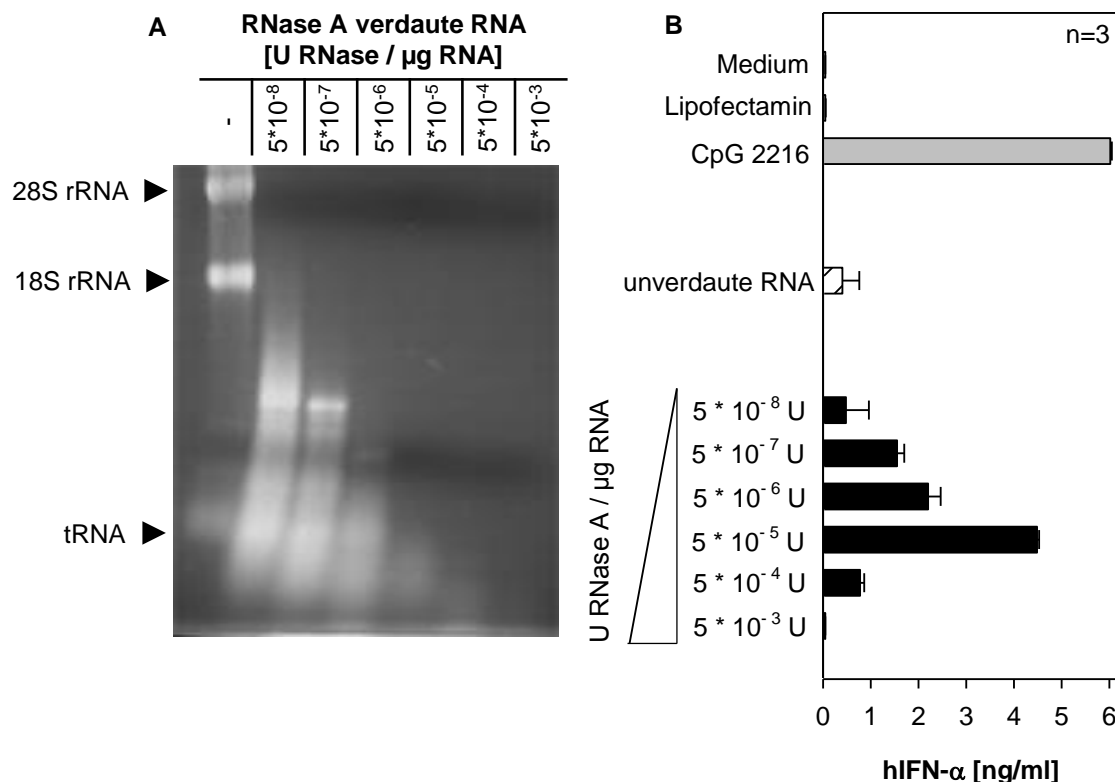 A
RNase A verdaute RNA
[U RNase / µg RNA]
-
5*10-8
5*10-7
5*10-6
5*10-5
5*10-4
5*10-3
28S rRNA
18S rRNA
tRNA
B
n=3
Medium
Lipofectamin
CpG 2216
unverdaute RNA
U RNase A / µg RNA
5 * 10-8 U
5 * 10-7 U
5 * 10-6 U
5 * 10-5 U
5 * 10-4 U
5 * 10-3 U
0 1 2 3 4 5 6
hIFN-α [ng/ml]